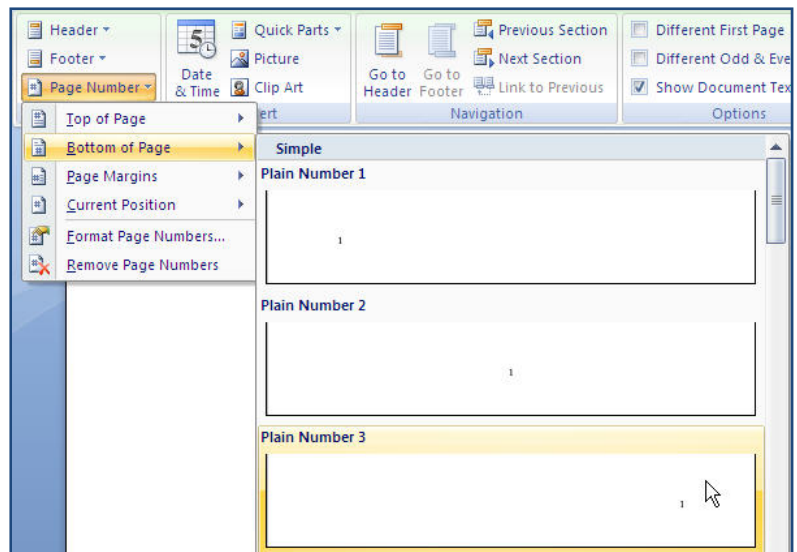 Header
Footer
Page Number
5
Date
& Time
Quick Parts
Picture
Clip Art
Go to
Header
Go to
Footer
Previous Section
Next Section
Link to Previous
Different First Page
Different Odd & Eve
Show Document Tex
ert
Navigation
Options
Top of Page
Bottom of Page
Page Margins
Current Position
Format Page Numbers...
Remove Page Numbers
Simple
Plain Number 1
1
Plain Number 2
1
Plain Number 3
1